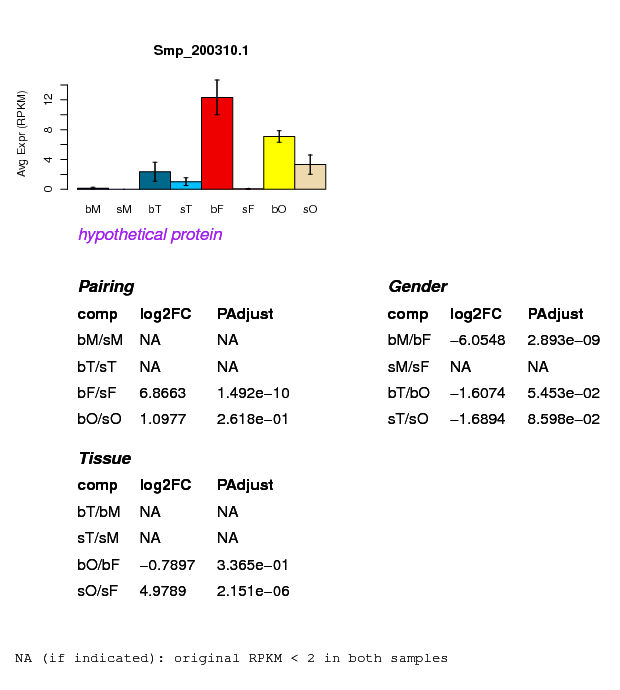 Smp_200310.1
Avg Expr (RPKM)
12
8
4
0
bM sM bT sT bF sF bO sO
hypothetical protein
Pairing
comp log2FC PAdjust
bM/sM NA NA
bT/sT NA NA
bF/sF 6.8663 1.492e−10
bO/sO 1.0977 2.618e−01
Gender
comp log2FC PAdjust
bM/bF −6.0548 2.893e−09
sM/sF NA NA
bT/bO −1.6074 5.453e−02
sT/sO −1.6894 8.598e−02
Tissue
comp log2FC PAdjust
bT/bM NA NA
sT/sM NA NA
bO/bF −0.7897 3.365e−01
sO/sF 4.9789 2.151e−06
NA (if indicated): original RPKM < 2 in both samples